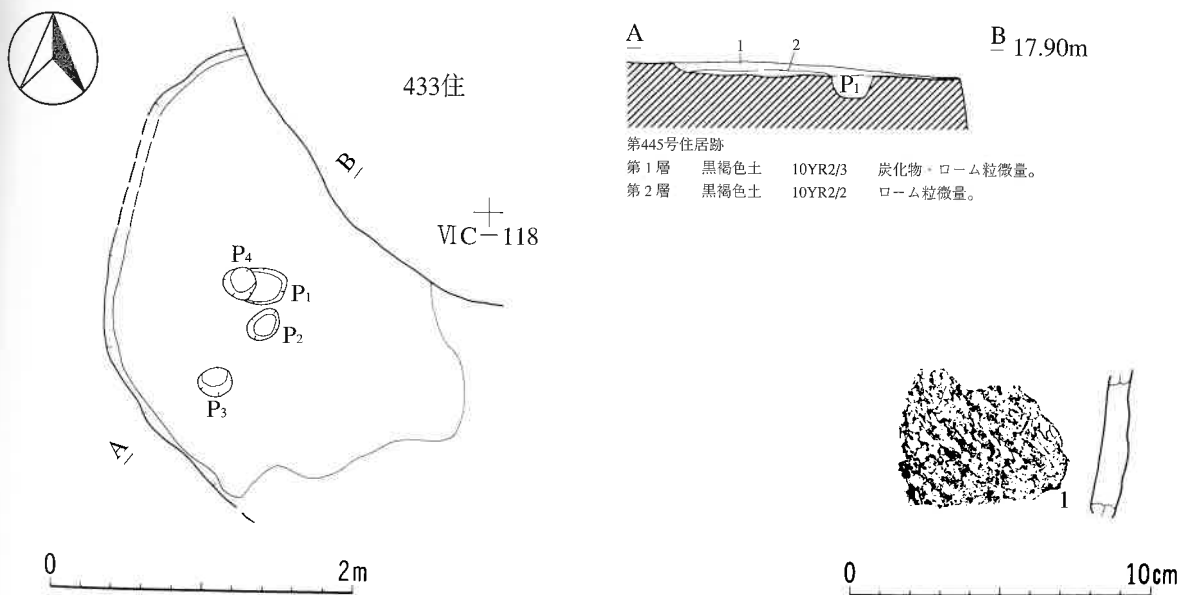 433住
B
ⅥC－118
P4
P1
P2
P3
A
0 2m
A B 17.90m
1 2
P1
第445号住居跡
第1層 黒褐色土 10YR2/3 炭化物・ローム粒微量。
第2層 黒褐色土 10YR2/2 ローム粒微量。
1
0 10cm